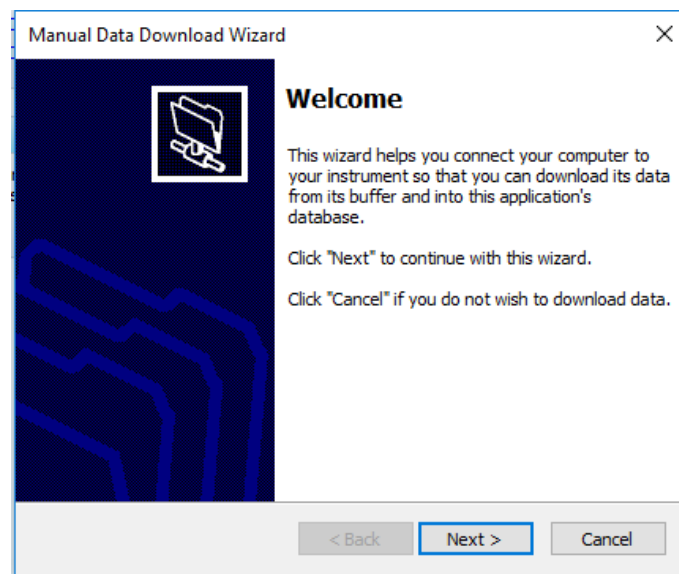 Manual Data Download Wizard
Welcome
This wizard helps you connect your computer to
your instrument so that you can download its data
from its buffer and into this application's
database.
Click "Next" to continue with this wizard.
Click "Cancel" if you do not wish to download data.
< Back
Next >
Cancel